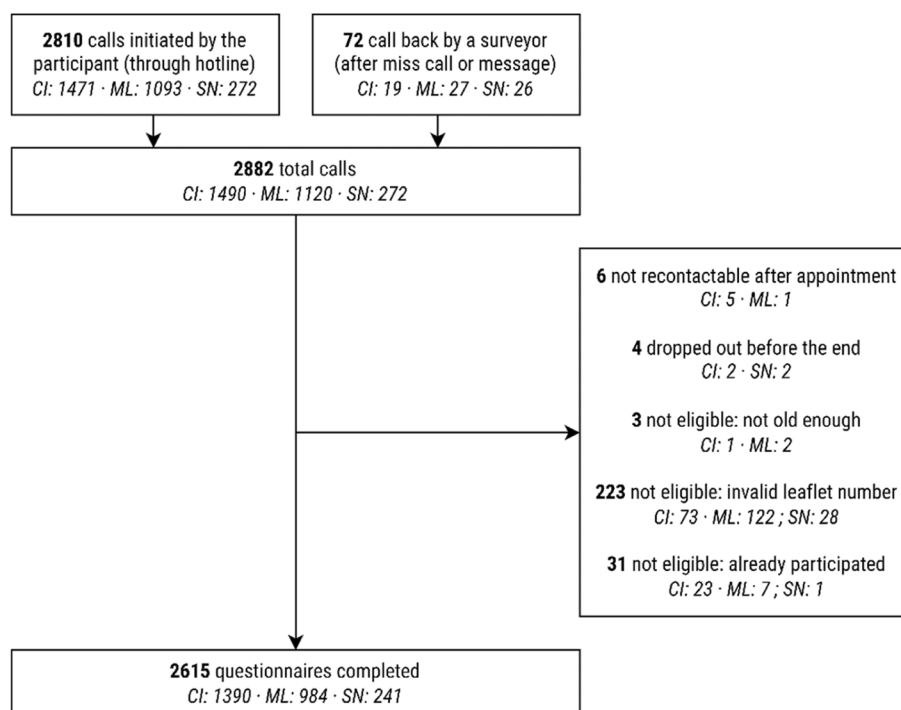 2810 calls initiated by the
participant (through hotline)
CI: 1471 · ML: 1093 · SN: 272
72 call back by a surveyor
(after miss call or message)
CI: 19 · ML: 27 · SN: 26
2882 total calls
CI: 1490 · ML: 1120 · SN: 272
6 not recontactable after appointment
CI: 5 · ML: 1
4 dropped out before the end
CI: 2 · SN: 2
3 not eligible: not old enough
CI: 1 · ML: 2
223 not eligible: invalid leaflet number
CI: 73 · ML: 122 ; SN: 28
31 not eligible: already participated
CI: 23 · ML: 7 ; SN: 1
2615 questionnaires completed
CI: 1390 · ML: 984 · SN: 241